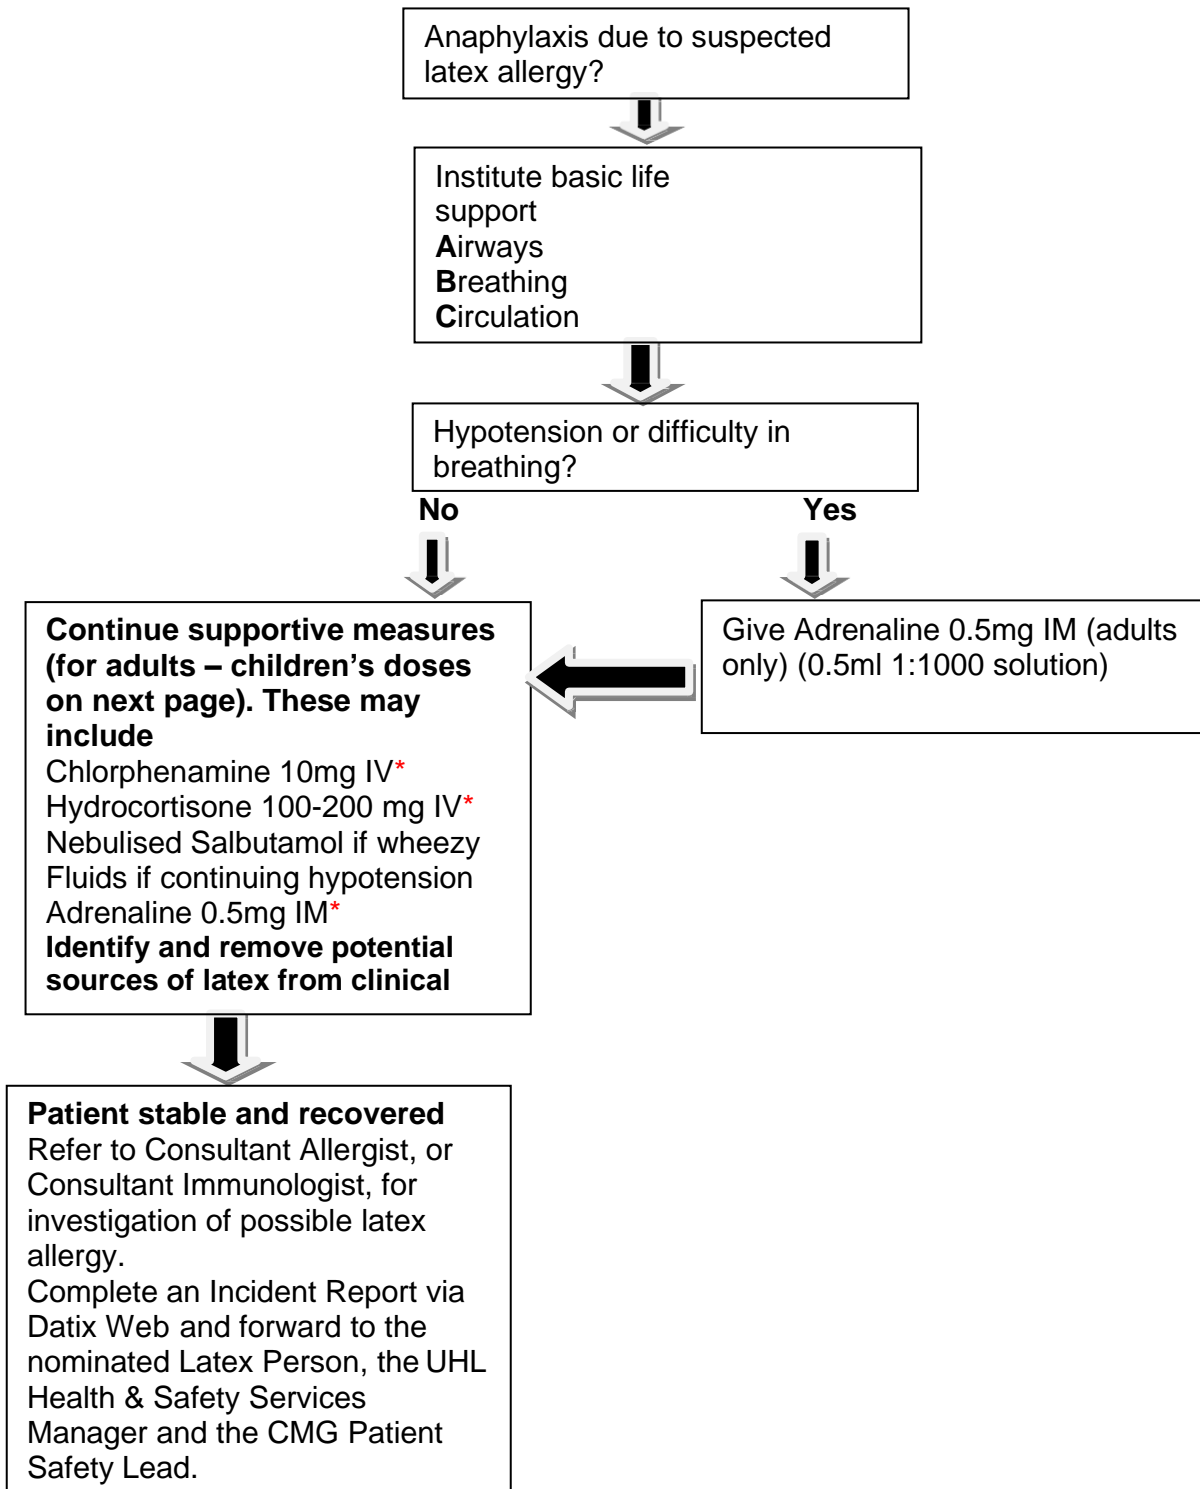 Anaphylaxis due to suspected
latex allergy?
Institute basic life
support
Airways
Breathing
Circulation
Hypotension or difficulty in
breathing?
No
Yes
Continue supportive measures
(for adults – children’s doses
on next page). These may
include
Chlorphenamine 10mg IV*
Hydrocortisone 100-200 mg IV*
Nebulised Salbutamol if wheezy
Fluids if continuing hypotension
Adrenaline 0.5mg IM*
Identify and remove potential
sources of latex from clinical
Give Adrenaline 0.5mg IM (adults
only) (0.5ml 1:1000 solution)
Patient stable and recovered
Refer to Consultant Allergist, or
Consultant Immunologist, for
investigation of possible latex
allergy.
Complete an Incident Report via
Datix Web and forward to the
nominated Latex Person, the UHL
Health & Safety Services
Manager and the CMG Patient
Safety Lead.